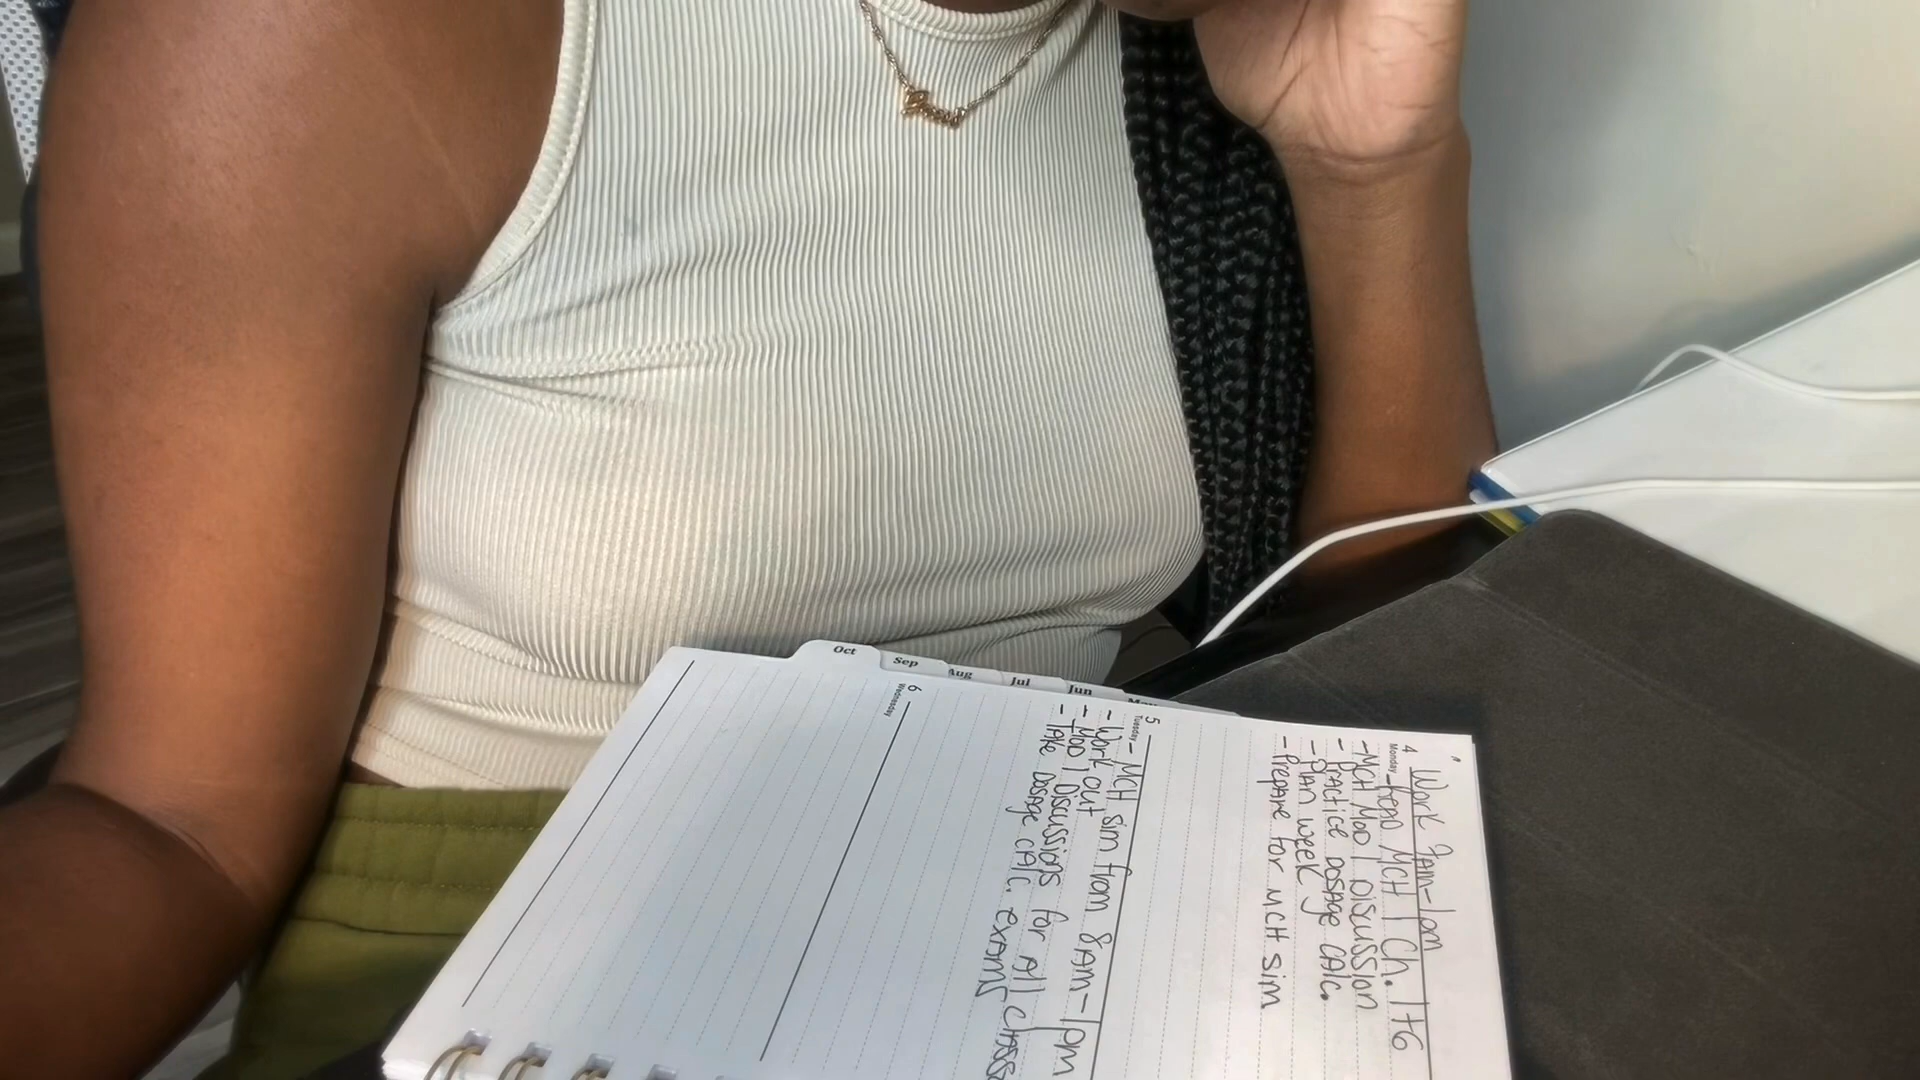 Oct
Sep
Aug
Jul
Jun
Work 7am-1pm
4
Monday
- Read MCH 1 Ch. 1+6
- MCH Mod 1 Discussion
- Practice Dosage Calc.
- Plan week
- Prepare for MCH Sim
5
Tuesday
- MCH sim from 8am-1pm
- Work out
- Mod 1 Discussions for All classes
- Take Dosage Calc. exams
6
Wednesday